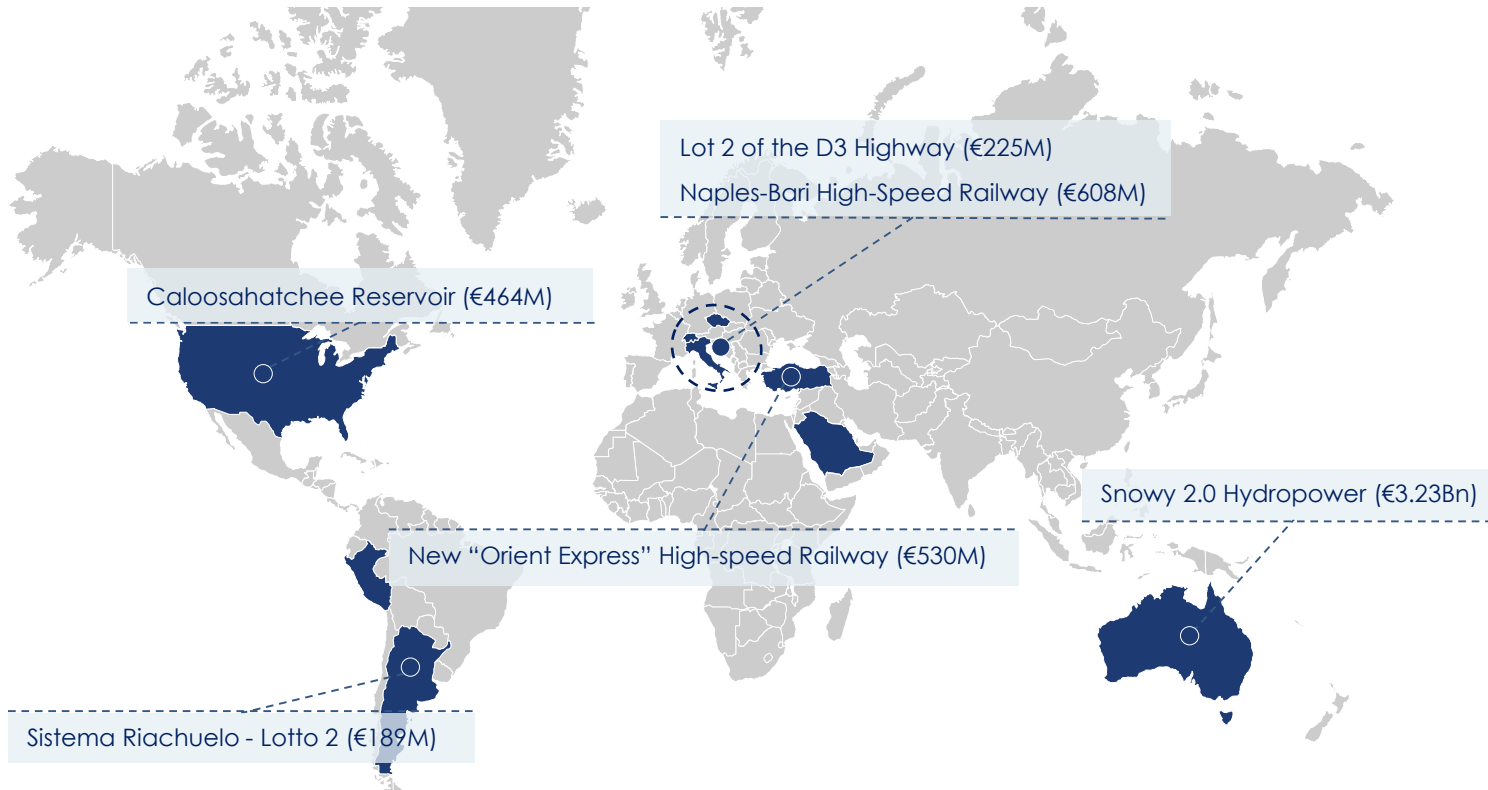 Lot 2 of the D3 Highway (€225M)
Naples-Bari High-Speed Railway (€608M)
Caloosahatchee Reservoir (€464M)
Snowy 2.0 Hydropower (€3.23Bn)
New “Orient Express” High-speed Railway (€530M)
Sistema Riachuelo - Lotto 2 (€189M)